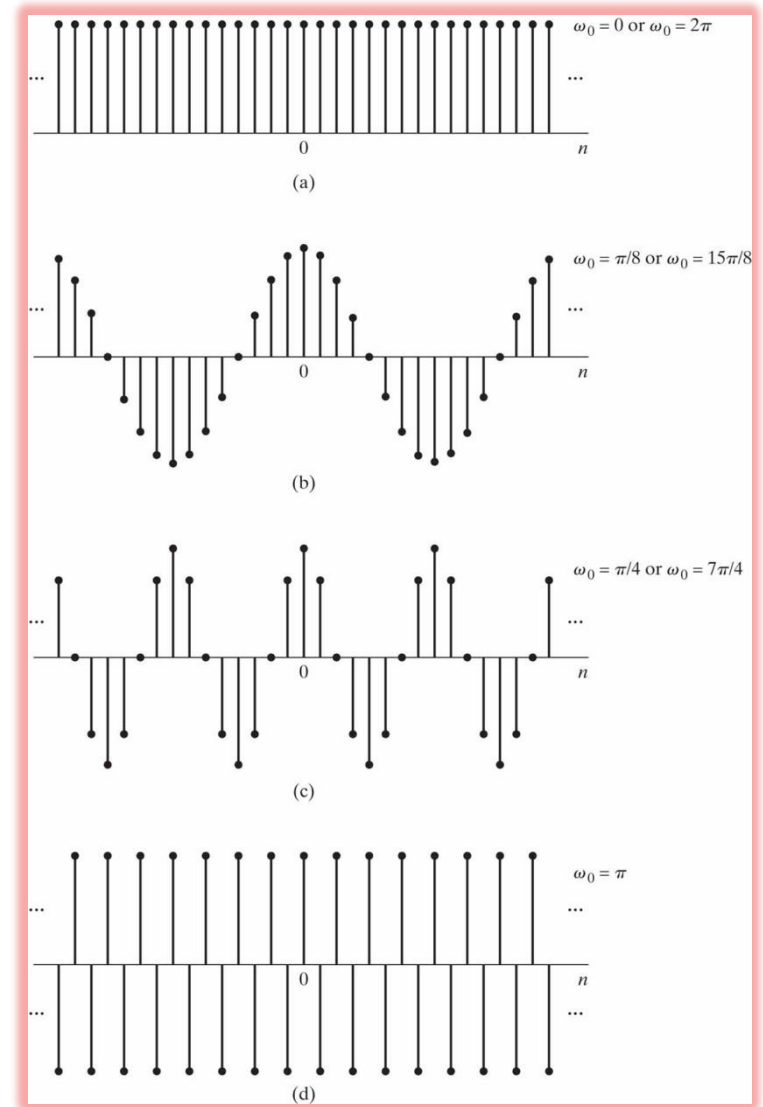 ω₀ = 0 or ω₀ = 2π
... ...
0 n
(a)
ω₀ = π/8 or ω₀ = 15π/8
... ...
0 n
(b)
ω₀ = π/4 or ω₀ = 7π/4
... ...
0 n
(c)
ω₀ = π
... ...
0 n
... ...
(d)